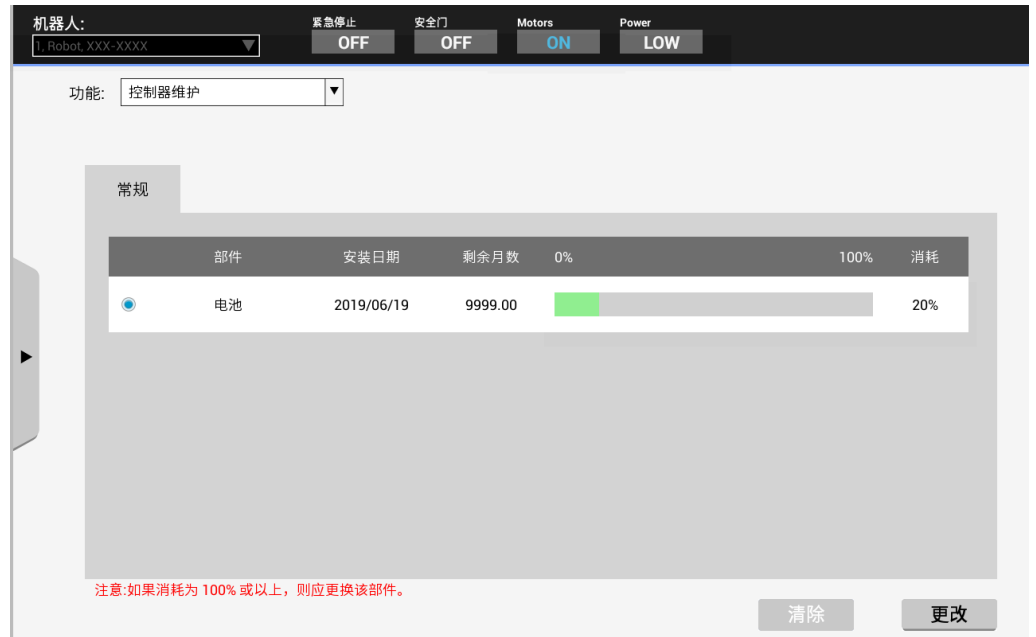 机器人:
1, Robot, XXX-XXXX
紧急停止
OFF
安全门
OFF
Motors
ON
Power
LOW
功能: 控制器维护
常规
部件 安装日期 剩余月数 0% 100% 消耗
电池 2019/06/19 9999.00 20%
注意:如果消耗为 100% 或以上，则应更换该部件。
清除 更改